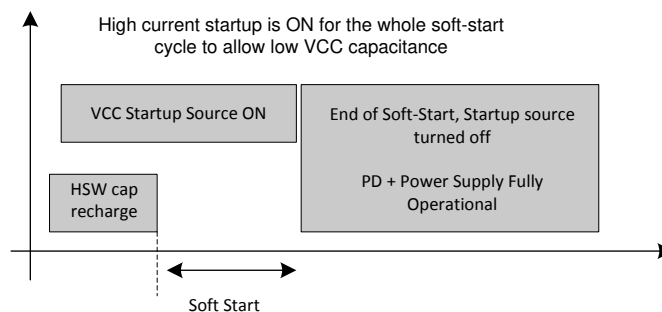 High current startup is ON for the whole soft-start
cycle to allow low VCC capacitance
VCC Startup Source ON
End of Soft-Start, Startup source
turned off
PD + Power Supply Fully
Operational
HSW cap
recharge
Soft Start